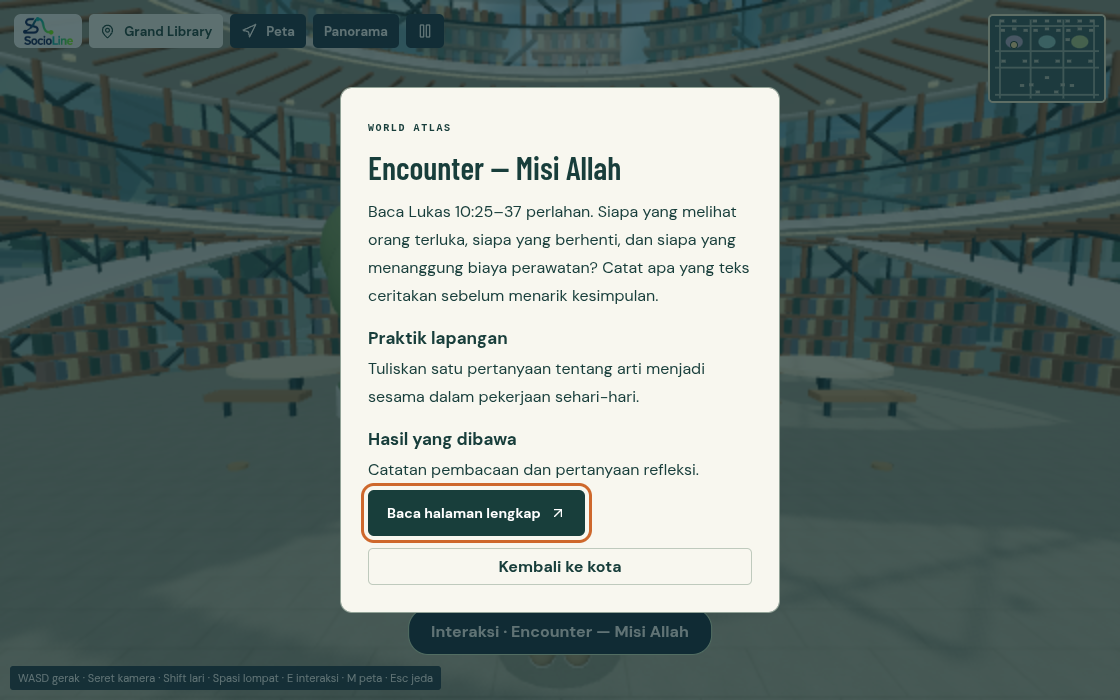 SocioLine
Grand Library
Peta
Panorama
WORLD ATLAS
Encounter — Misi Allah
Baca Lukas 10:25–37 perlahan. Siapa yang melihat
orang terluka, siapa yang berhenti, dan siapa yang
menanggung biaya perawatan? Catat apa yang teks
ceritakan sebelum menarik kesimpulan.
Praktik lapangan
Tuliskan satu pertanyaan tentang arti menjadi
sesama dalam pekerjaan sehari-hari.
Hasil yang dibawa
Catatan pembacaan dan pertanyaan refleksi.
Baca halaman lengkap
Kembali ke kota
Interaksi · Encounter — Misi Allah
WASD gerak · Seret kamera · Shift lari · Spasi lompat · E interaksi · M peta · Esc jeda